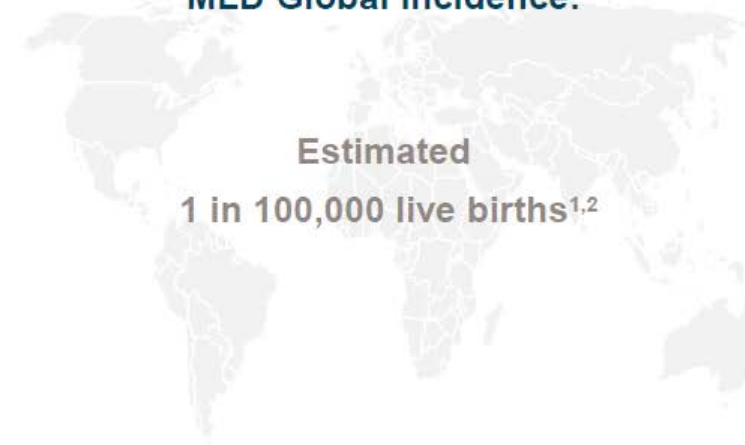 MLD Global Incidence:
Estimated
1 in 100,000 live births1,2